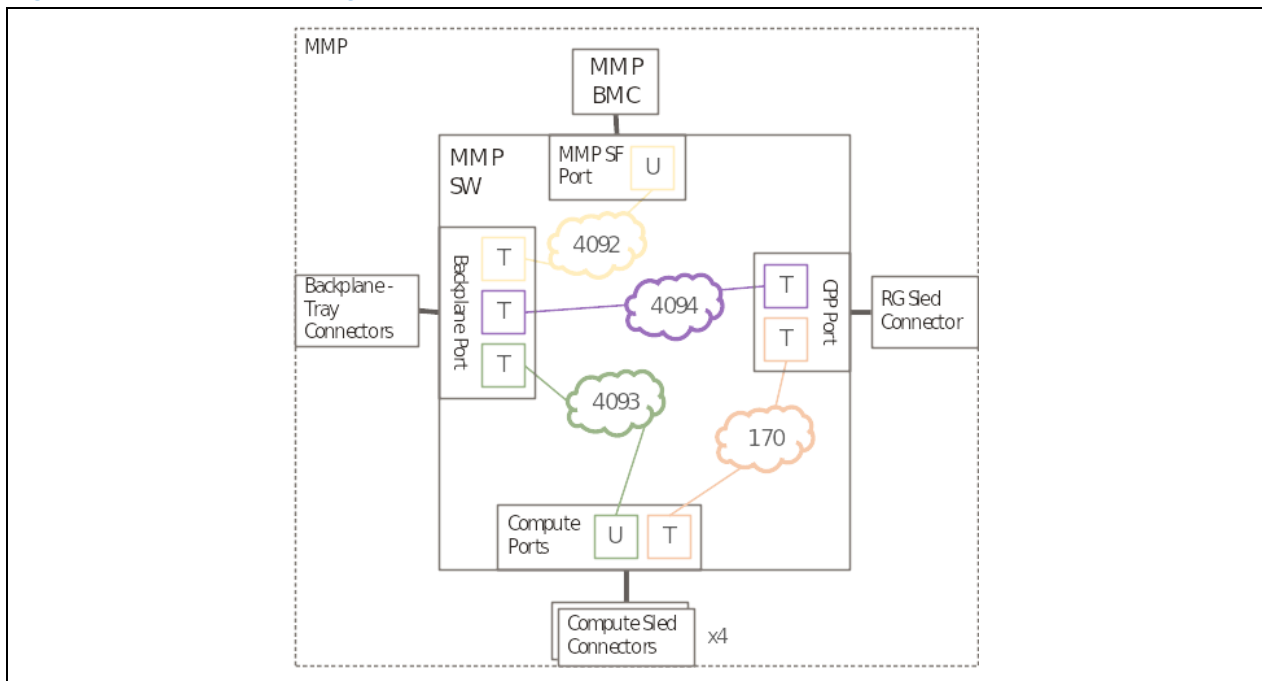 MMP
MMP
BMC
MMP
SW
MMP SF
Port
U
4092
Backplane Port
T
T
T
4094
T
T
CPP Port
Backplane -
Tray
Connectors
RG Sled
Connector
4093
170
Compute
Ports
U
T
Compute Sled
Connectors
x4